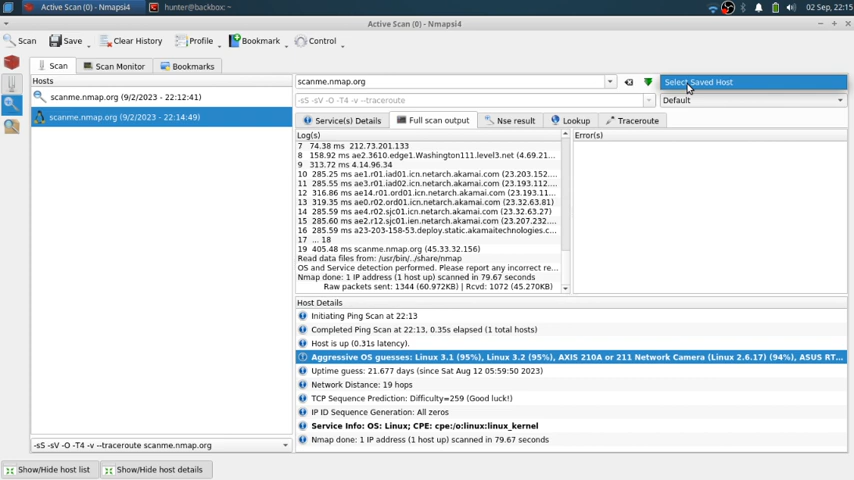 Active Scan (0) - Nmapsi4
hunter@backbox: ~
02 Sep, 22:15
Active Scan (0) - Nmapsi4
Scan
Save
Clear History
Profile
Bookmark
Control
Scan
Scan Monitor
Bookmarks
Hosts
scanme.nmap.org (9/2/2023 - 22:12:41)
scanme.nmap.org (9/2/2023 - 22:14:49)
-sS -sV -O -T4 -v --traceroute scanme.nmap.org
Show/Hide host list
Show/Hide host details
scanme.nmap.org
Select Saved Host
-sS -sV -O -T4 -v --traceroute
Default
Service(s) Details
Full scan output
Nse result
Lookup
Traceroute
Log(s)
Error(s)
7 74.38 ms 212.73.201.133
8 158.92 ms ae2.3610.edge1.Washington111.level3.net (4.69.21...
9 313.72 ms 4.14.96.34
10 285.25 ms ae1.r01.iad01.icn.netarch.akamai.com (23.203.152....
11 285.55 ms ae3.r01.iad02.icn.netarch.akamai.com (23.193.112....
12 316.86 ms ae14.r01.ord01.icn.netarch.akamai.com (23.193.11...
13 319.35 ms ae0.r02.ord01.icn.netarch.akamai.com (23.32.63.81)
14 285.59 ms ae4.r02.sjc01.icn.netarch.akamai.com (23.32.63.27)
15 285.60 ms ae2.r12.sjc01.ien.netarch.akamai.com (23.207.232....
16 285.59 ms a23-203-158-53.deploy.static.akamaitechnologies.c...
17 ... 18
19 405.48 ms scanme.nmap.org (45.33.32.156)
Read data files from: /usr/bin/../share/nmap
OS and Service detection performed. Please report any incorrect re...
Nmap done: 1 IP address (1 host up) scanned in 79.67 seconds
Raw packets sent: 1344 (60.972KB) | Rcvd: 1072 (45.270KB)
Host Details
Initiating Ping Scan at 22:13
Completed Ping Scan at 22:13, 0.35s elapsed (1 total hosts)
Host is up (0.31s latency).
Aggressive OS guesses: Linux 3.1 (95%), Linux 3.2 (95%), AXIS 210A or 211 Network Camera (Linux 2.6.17) (94%), ASUS RT...
Uptime guess: 21.677 days (since Sat Aug 12 05:59:50 2023)
Network Distance: 19 hops
TCP Sequence Prediction: Difficulty=259 (Good luck!)
IP ID Sequence Generation: All zeros
Service Info: OS: Linux; CPE: cpe:/o:linux:linux_kernel
Nmap done: 1 IP address (1 host up) scanned in 79.67 seconds